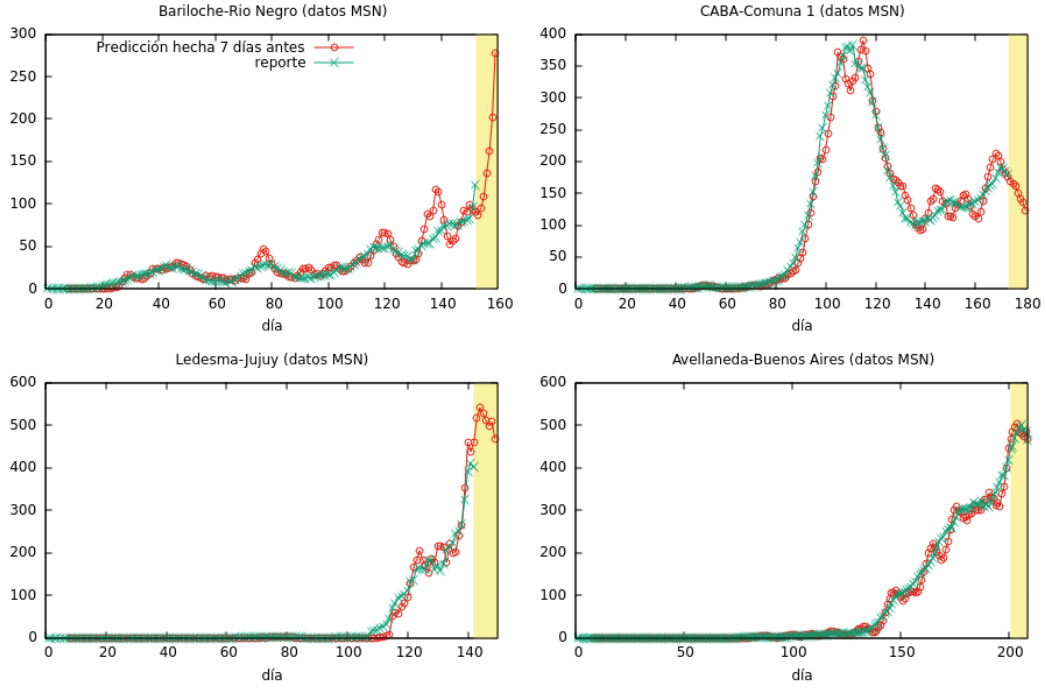 Bariloche-Rio Negro (datos MSN)
300
250
200
150
100
50
0
Predicción hecha 7 días antes
reporte
0 20 40 60 80 100 120 140 160
día
CABA-Comuna 1 (datos MSN)
400
350
300
250
200
150
100
50
0
0 20 40 60 80 100 120 140 160 180
día
Ledesma-Jujuy (datos MSN)
600
500
400
300
200
100
0
0 20 40 60 80 100 120 140
día
Avellaneda-Buenos Aires (datos MSN)
600
500
400
300
200
100
0
0 50 100 150 200
día